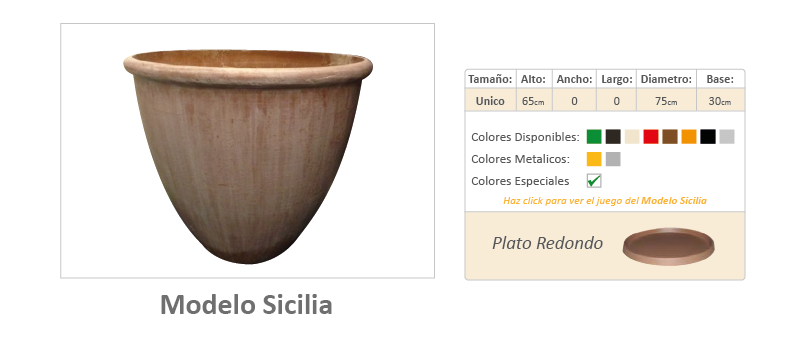 Modelo Sicilia
Tamaño: Alto: Ancho: Largo: Diametro: Base:
Unico 65cm 0 0 75cm 30cm
Colores Disponibles:
Colores Metalicos:
Colores Especiales
Haz click para ver el juego del Modelo Sicilia
Plato Redondo